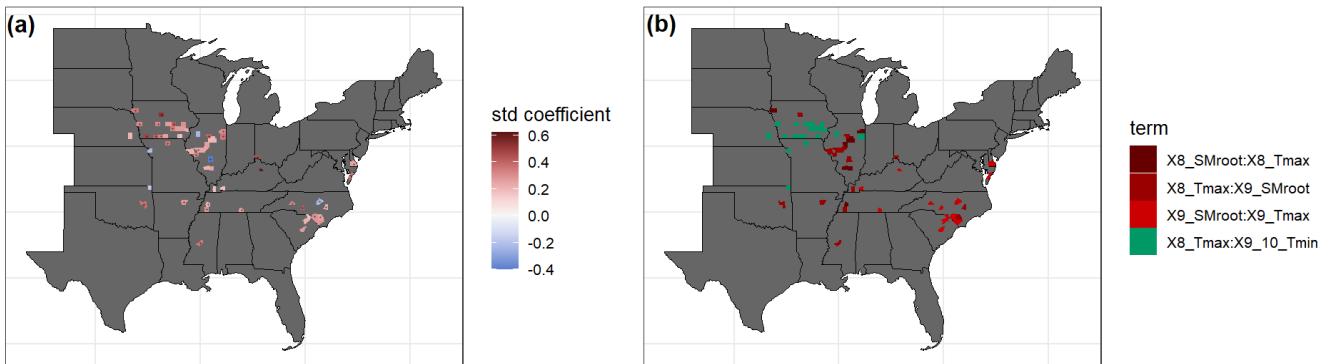 (a)
std coefficient
0.6
0.4
0.2
0.0
-0.2
-0.4
(b)
term
X8_SMroot:X8_Tmax
X8_Tmax:X9_SMroot
X9_SMroot:X9_Tmax
X8_Tmax:X9_10_Tmin